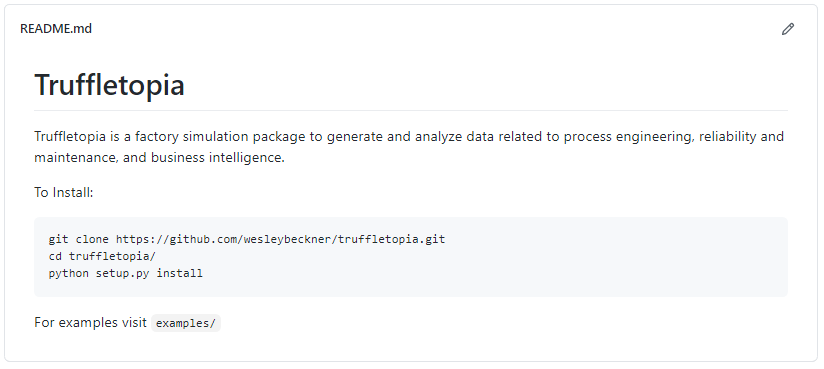 README.md
Truffletopia
Truffletopia is a factory simulation package to generate and analyze data related to process engineering, reliability and
maintenance, and business intelligence.
To Install:
git clone https://github.com/wesleybeckner/truffletopia.git
cd truffletopia/
python setup.py install
For examples visit examples/